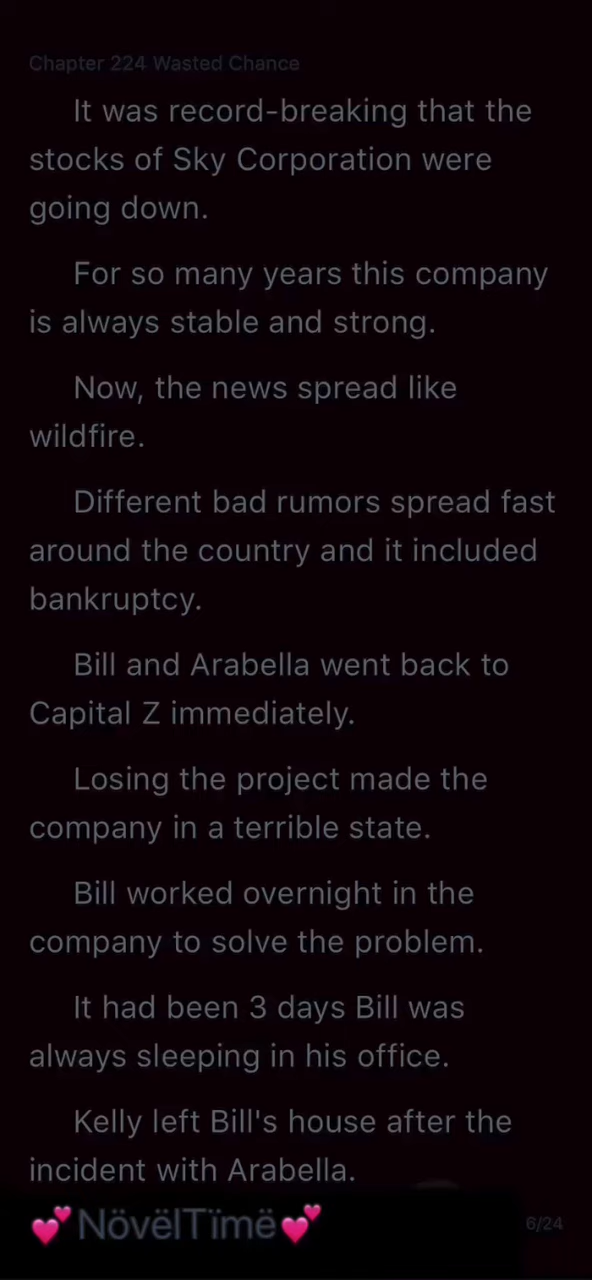 Chapter 224 Wasted Chance
It was record-breaking that the
stocks of Sky Corporation were
going down.
For so many years this company
is always stable and strong.
Now, the news spread like
wildfire.
Different bad rumors spread fast
around the country and it included
bankruptcy.
Bill and Arabella went back to
Capital Z immediately.
Losing the project made the
company in a terrible state.
Bill worked overnight in the
company to solve the problem.
It had been 3 days Bill was
always sleeping in his office.
Kelly left Bill's house after the
incident with Arabella.
💕NövëlTïmë💕
6/24